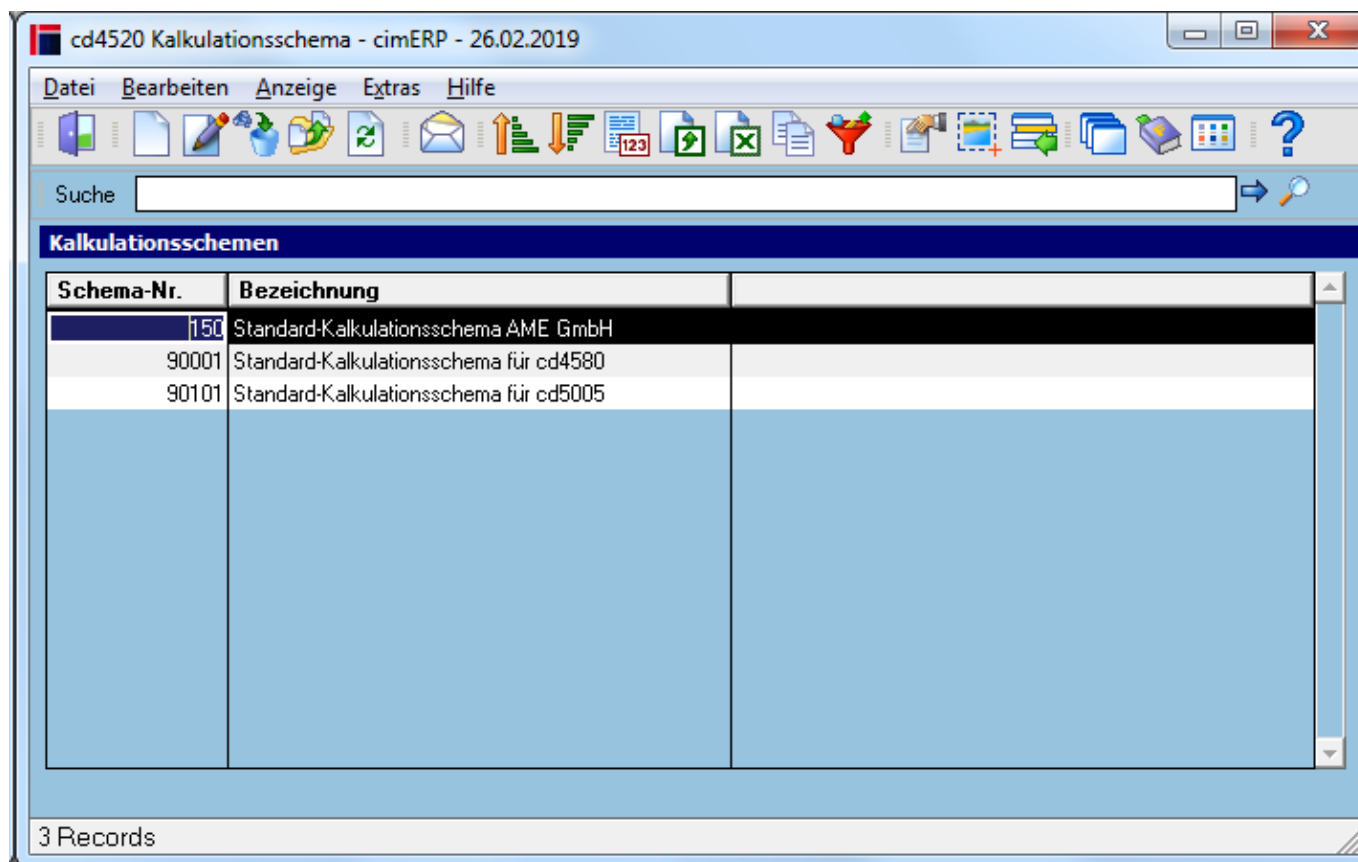 cd4520 Kalkulationsschema - cimERP - 26.02.2019
Datei Bearbeiten Anzeige Extras Hilfe
123
Suche
Kalkulationsschemen
Schema-Nr. Bezeichnung
150 Standard-Kalkulationsschema AME GmbH
90001 Standard-Kalkulationsschema für cd4580
90101 Standard-Kalkulationsschema für cd5005
3 Records